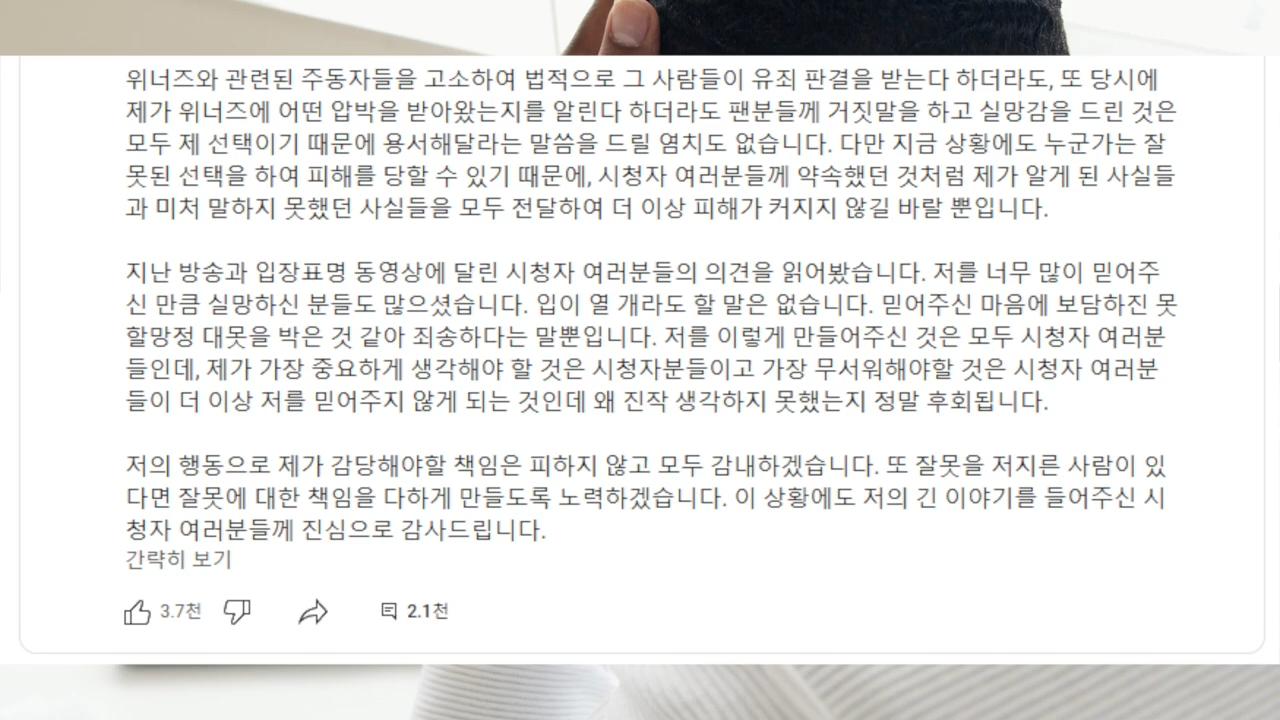 위너즈와 관련된 주동자들을 고소하여 법적으로 그 사람들이 유죄 판결을 받는다 하더라도, 또 당시에
제가 위너즈에 어떤 압박을 받아왔는지를 알린다 하더라도 팬분들께 거짓말을 하고 실망감을 드린 것은
모두 제 선택이기 때문에 용서해달라는 말씀을 드릴 염치도 없습니다. 다만 지금 상황에도 누군가는 잘
못된 선택을 하여 피해를 당할 수 있기 때문에, 시청자 여러분들께 약속했던 것처럼 제가 알게 된 사실들
과 미처 말하지 못했던 사실들을 모두 전달하여 더 이상 피해가 커지지 않길 바랄 뿐입니다.
지난 방송과 입장표명 동영상에 달린 시청자 여러분들의 의견을 읽어봤습니다. 저를 너무 많이 믿어주
신 만큼 실망하신 분들도 많으셨습니다. 입이 열 개라도 할 말은 없습니다. 믿어주신 마음에 보답하진 못
할망정 대못을 박은 것 같아 죄송하다는 말뿐입니다. 저를 이렇게 만들어주신 것은 모두 시청자 여러분
들인데, 제가 가장 중요하게 생각해야 할 것은 시청자분들이고 가장 무서워해야할 것은 시청자 여러분
들이 더 이상 저를 믿어주지 않게 되는 것인데 왜 진작 생각하지 못했는지 정말 후회됩니다.
저의 행동으로 제가 감당해야할 책임은 피하지 않고 모두 감내하겠습니다. 또 잘못을 저지른 사람이 있
다면 잘못에 대한 책임을 다하게 만들도록 노력하겠습니다. 이 상황에도 저의 긴 이야기를 들어주신 시
청자 여러분들께 진심으로 감사드립니다.
간략히 보기
3.7천 2.1천